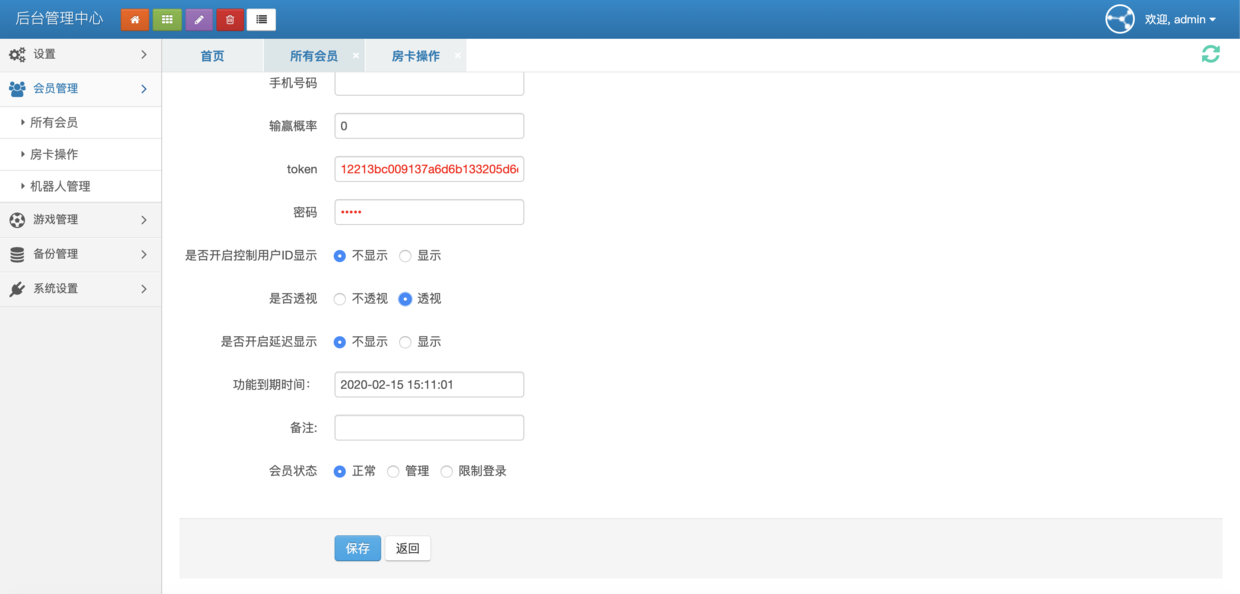 后台管理中心
欢迎, admin
设置
会员管理
所有会员
房卡操作
机器人管理
游戏管理
备份管理
系统设置
首页 所有会员 × 房卡操作 ×
手机号码
输赢概率 0
token 12213bc009137a6d6b133205d6
密码 •••••
是否开启控制用户ID显示 不显示 显示
是否透视 不透视 透视
是否开启延迟显示 不显示 显示
功能到期时间: 2020-02-15 15:11:01
备注:
会员状态 正常 管理 限制登录
保存 返回